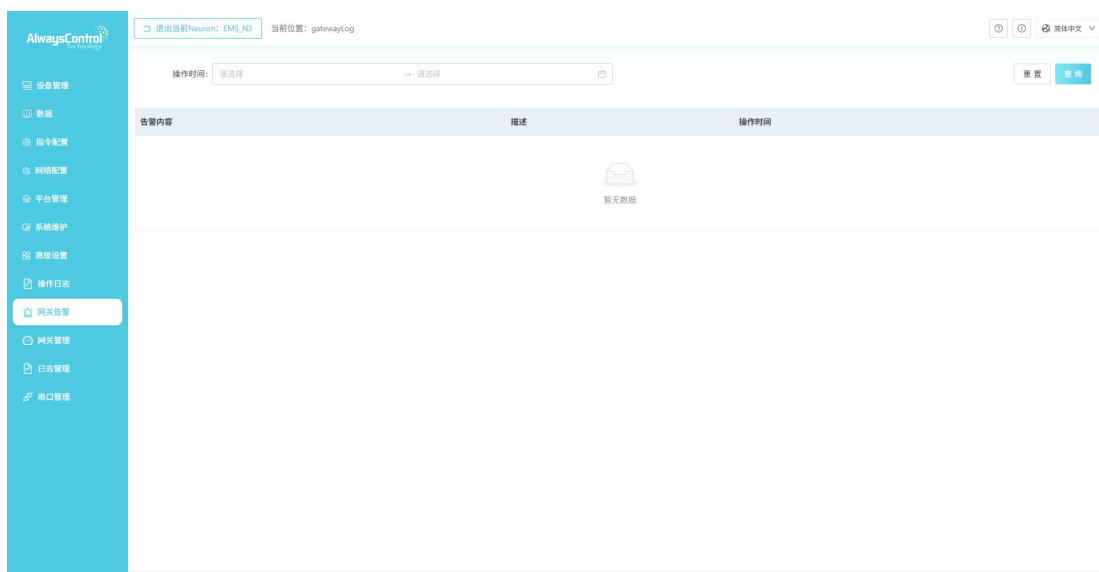 AlwaysControl
Technology
退出当前Neuron: EMS_N3
当前位置: gatewayLog
简体中文
设备管理
数据
指令配置
网络配置
平台管理
系统维护
高级设置
操作日志
网关告警
网关管理
日志管理
串口管理
操作时间:
请选择
→ 请选择
重 置
查 询
告警内容
描述
操作时间
暂无数据